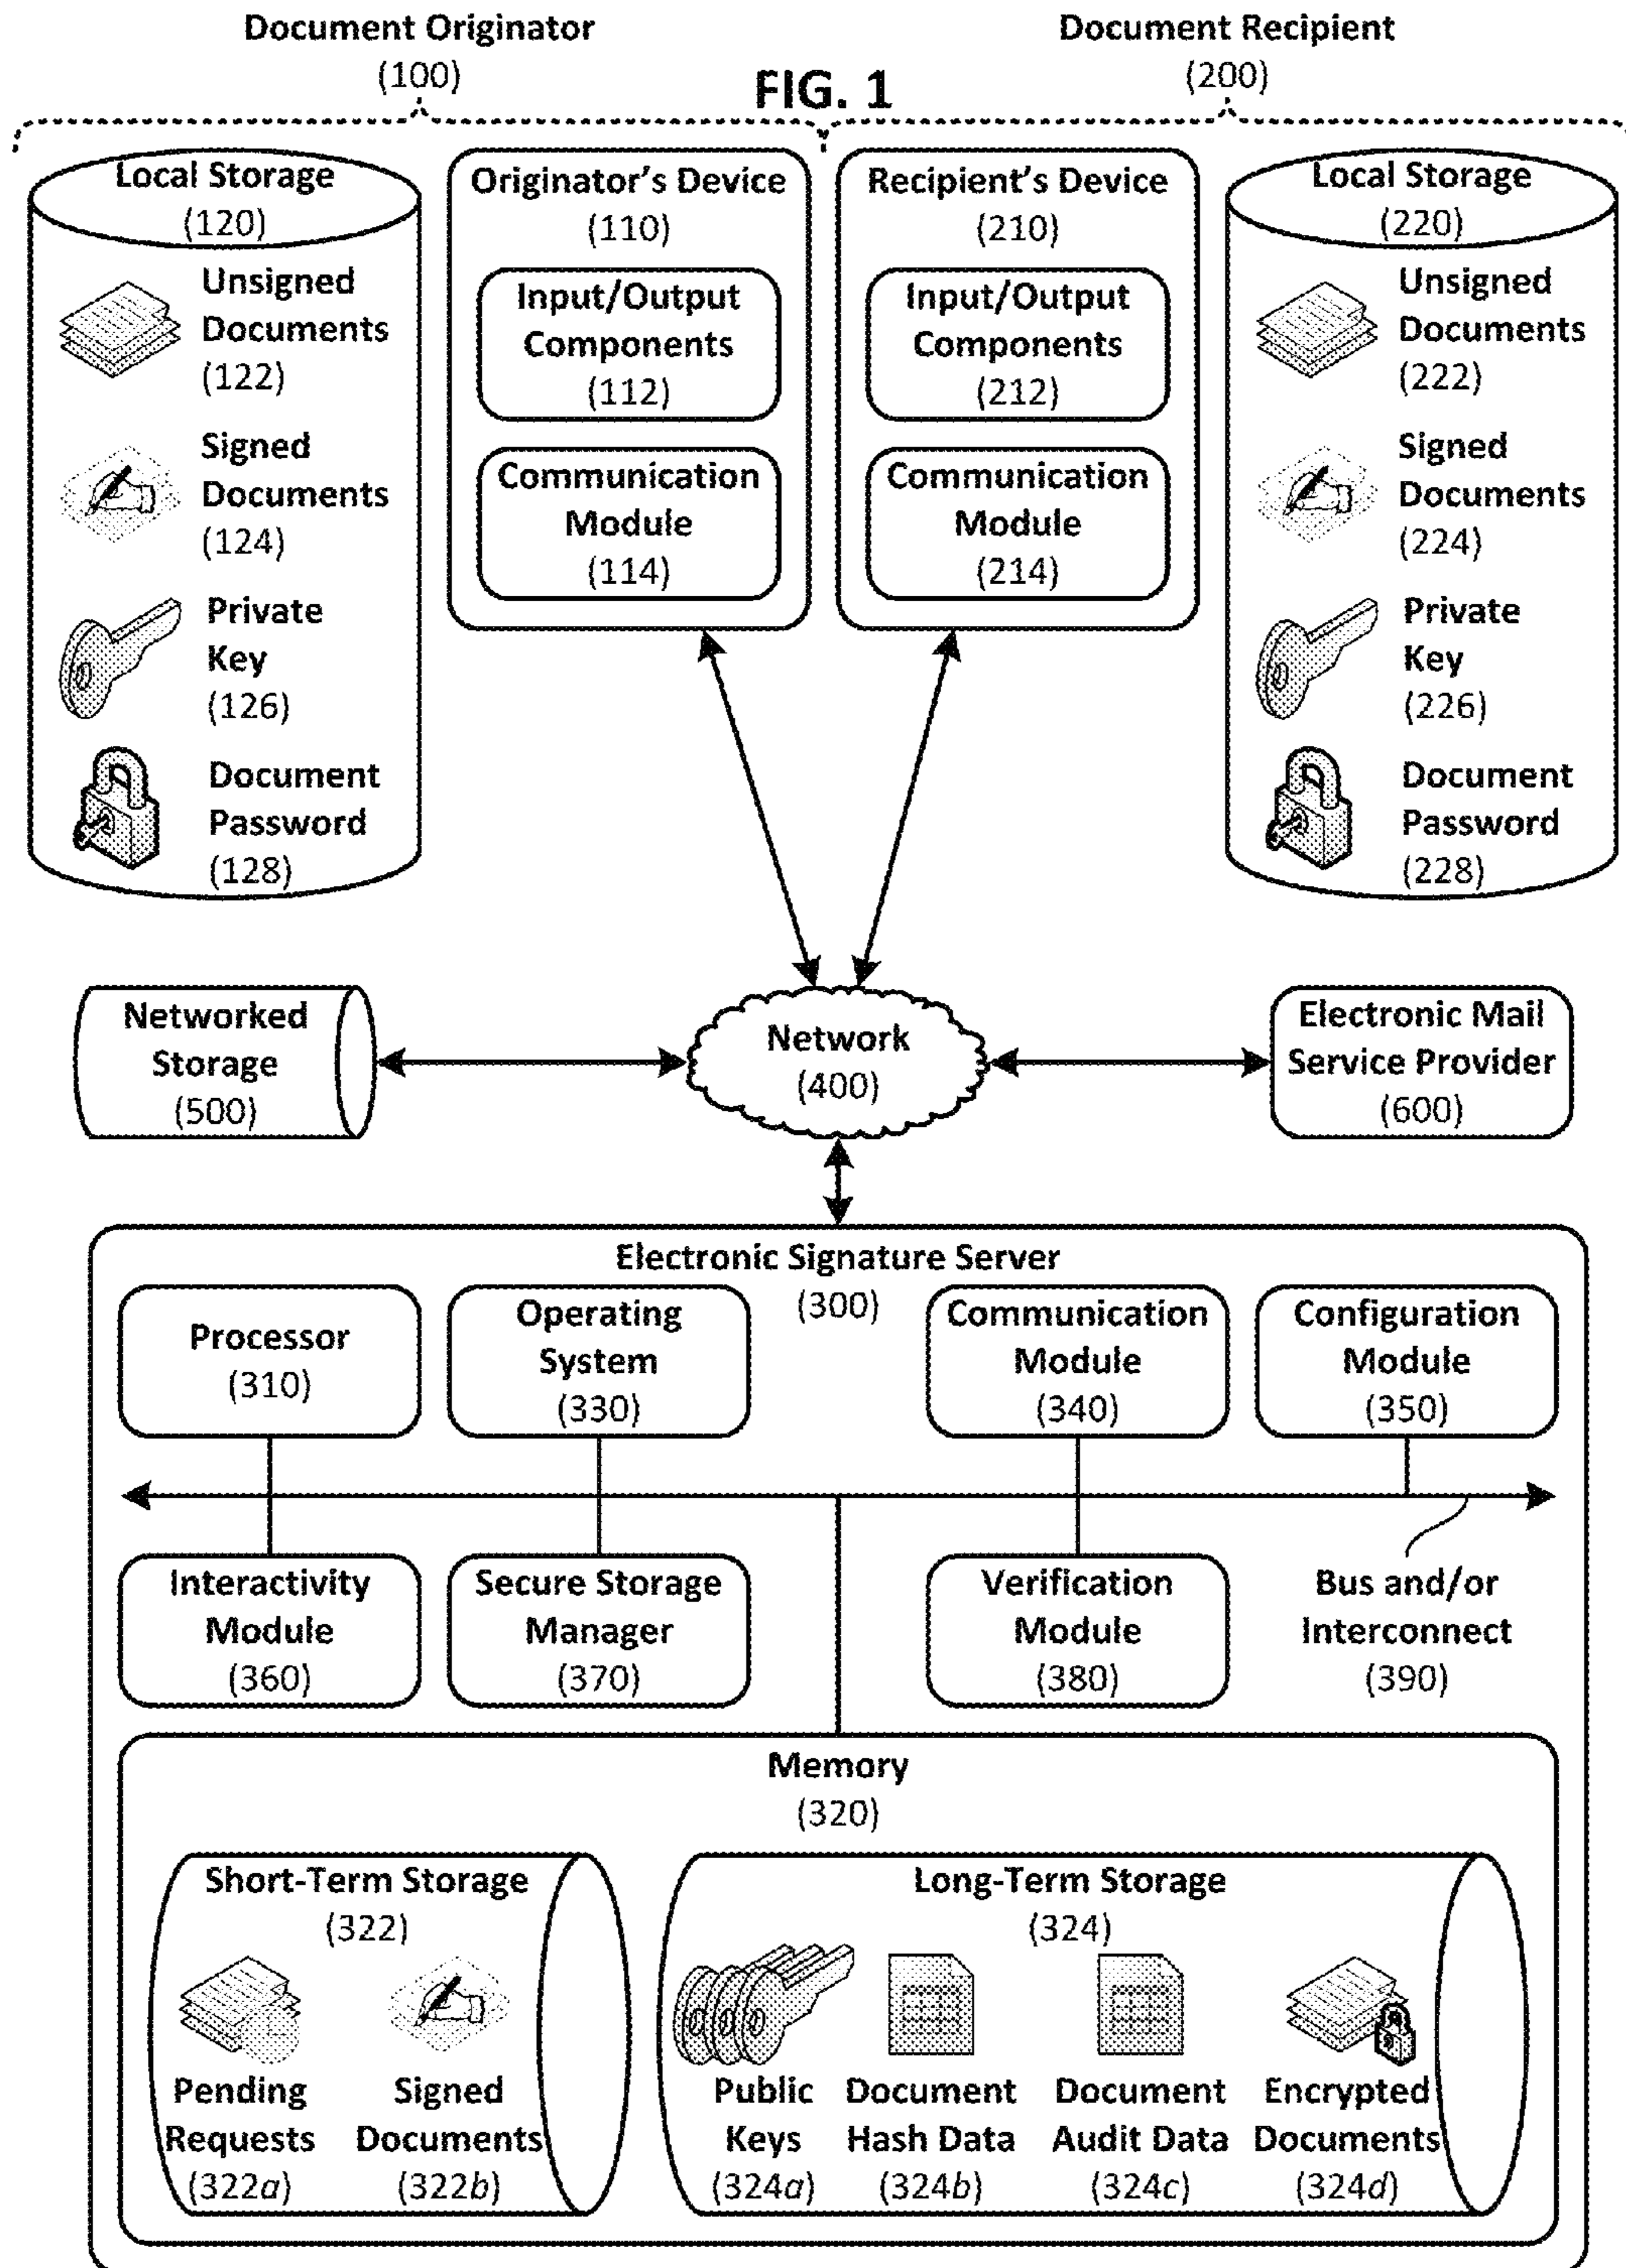 Document Originator
(100)
Document Recipient
(200)
FIG. 1
Local Storage
(120)
Unsigned
Documents
(122)
Signed
Documents
(124)
Private
Key
(126)
Document
Password
(128)
Originator's Device
(110)
Input/Output
Components
(112)
Communication
Module
(114)
Recipient's Device
(210)
Input/Output
Components
(212)
Communication
Module
(214)
Local Storage
(220)
Unsigned
Documents
(222)
Signed
Documents
(224)
Private
Key
(226)
Document
Password
(228)
Networked
Storage
(500)
Network
(400)
Electronic Mail
Service Provider
(600)
Electronic Signature Server
(300)
Processor
(310)
Operating
System
(330)
Communication
Module
(340)
Configuration
Module
(350)
Interactivity
Module
(360)
Secure Storage
Manager
(370)
Verification
Module
(380)
Bus and/or
Interconnect
(390)
Memory
(320)
Short-Term Storage
(322)
Pending
Requests
(322a)
Signed
Documents
(322b)
Long-Term Storage
(324)
Public
Keys
(324a)
Document
Hash Data
(324b)
Document
Audit Data
(324c)
Encrypted
Documents
(324d)